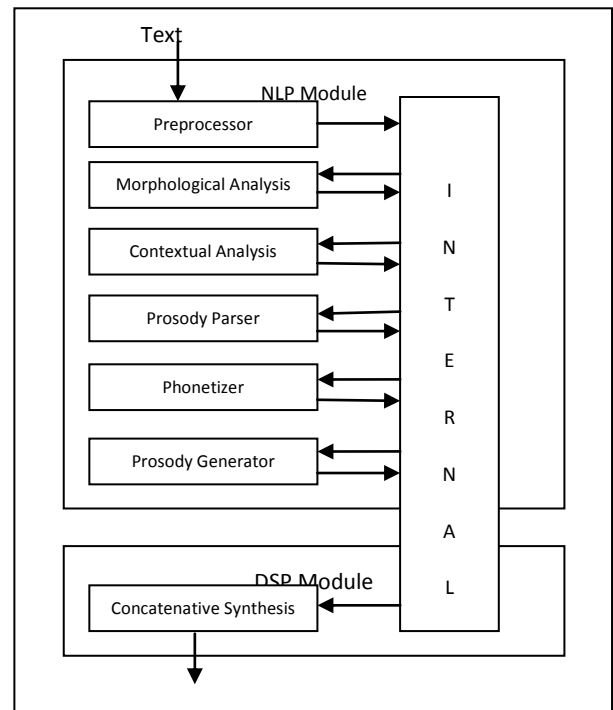 Text
NLP Module
Preprocessor
Morphological Analysis
Contextual Analysis
Prosody Parser
Phonetizer
Prosody Generator
I
N
T
E
R
N
A
L
DSP Module
Concatenative Synthesis